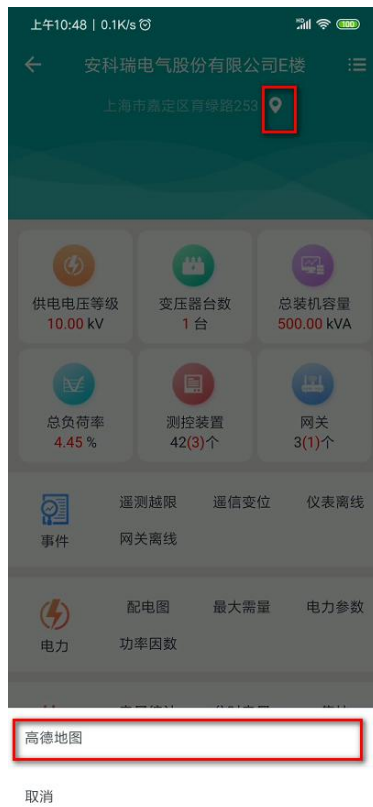 上午10:48 | 0.1K/s
HD 100
安科瑞电气股份有限公司E楼
上海市嘉定区育绿路253
供电电压等级 变压器台数 总装机容量
10.00 kV 1 台 500.00 kVA
总负荷率 测控装置 网关
4.45 % 42(3)个 3(1)个
遥测越限 遥信变位 仪表离线
事件 网关离线
配电图 最大需量 电力参数
电力 功率因数
高德地图
取消